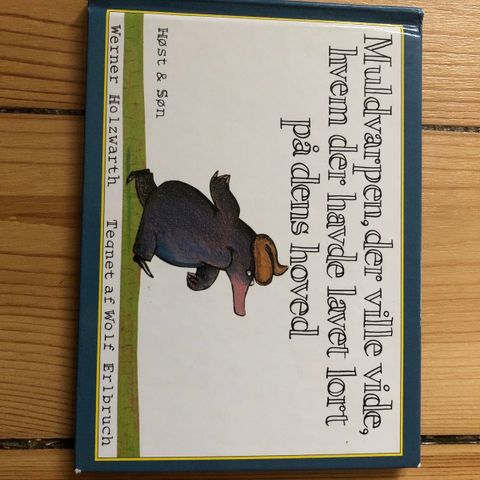 Muldvarpen, der ville vide,
hvem der havde lavet lort
på dens hoved
Høst & Søn
Werner Holzwarth Teqnet af Wolf Erlbruch